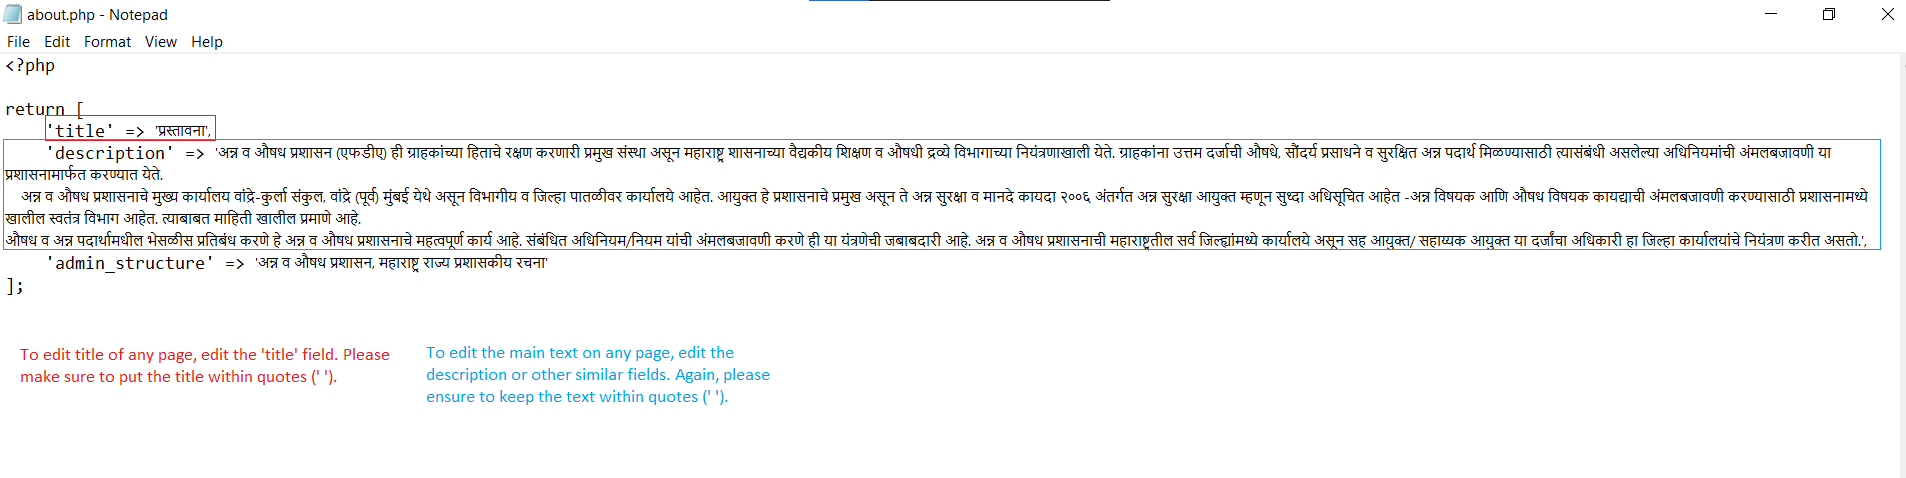 about.php - Notepad
File Edit Format View Help
<?php
return [
'title' => 'प्रस्तावना',
'description' => 'अन्न व औषध प्रशासन (एफडीए) ही ग्राहकांच्या हिताचे रक्षण करणारी प्रमुख संस्था असून महाराष्ट्र शासनाच्या वैद्यकीय शिक्षण व औषधी द्रव्ये विभागाच्या नियंत्रणाखाली येते. ग्राहकांना उत्तम दर्जाची औषधे, सौंदर्य प्रसाधने व सुरक्षित अन्न पदार्थ मिळण्यासाठी त्यासंबंधी असलेल्या अधिनियमांची अंमलबजावणी या
प्रशासनामार्फत करण्यात येते.
अन्न व औषध प्रशासनाचे मुख्य कार्यालय वांद्रे-कुर्ला संकुल, वांद्रे (पूर्व) मुंबई येथे असून विभागीय व जिल्हा पातळीवर कार्यालये आहेत. आयुक्त हे प्रशासनाचे प्रमुख असून ते अन्न सुरक्षा व मानदे कायदा २००६ अंतर्गत अन्न सुरक्षा आयुक्त म्हणून सुध्दा अधिसूचित आहेत -अन्न विषयक आणि औषध विषयक कायद्याची अंमलबजावणी करण्यासाठी प्रशासनामध्ये
खालील स्वतंत्र विभाग आहेत. त्याबाबत माहिती खालील प्रमाणे आहे.
औषध व अन्न पदार्थामधील भेसळीस प्रतिबंध करणे हे अन्न व औषध प्रशासनाचे महत्वपूर्ण कार्य आहे. संबंधित अधिनियम/नियम यांची अंमलबजावणी करणे ही या यंत्रणेची जबाबदारी आहे. अन्न व औषध प्रशासनाची महाराष्ट्रतील सर्व जिल्ह्यांमध्ये कार्यालये असून सह आयुक्त/ सहाय्यक आयुक्त या दर्जाचा अधिकारी हा जिल्हा कार्यालयांचे नियंत्रण करीत असतो.',
'admin_structure' => 'अन्न व औषध प्रशासन, महाराष्ट्र राज्य प्रशासकीय रचना'
];
To edit title of any page, edit the 'title' field. Please
make sure to put the title within quotes (' ').
To edit the main text on any page, edit the
description or other similar fields. Again, please
ensure to keep the text within quotes (' ').